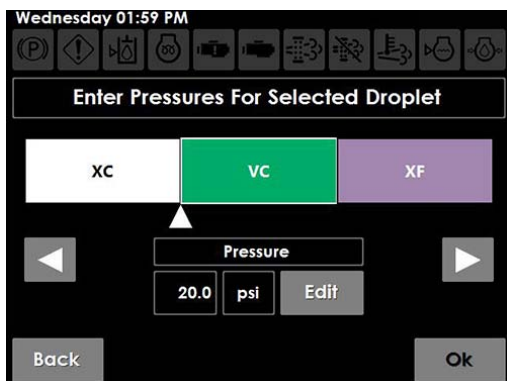 Wednesday 01:59 PM
(P)
Enter Pressures For Selected Droplet
XC VC XF
Pressure
20.0 psi Edit
Back Ok